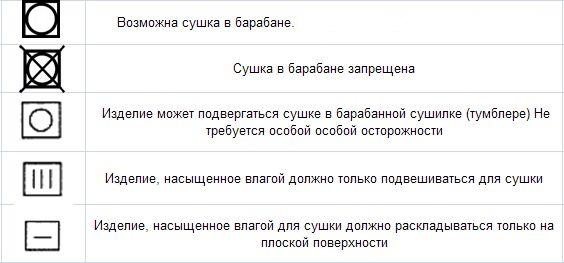 Возможна сушка в барабане.
Сушка в барабане запрещена
Изделие может подвергаться сушке в барабанной сушилке (тумблере) Не
требуется особой особой осторожности
Изделие, насыщенное влагой должно только подвешиваться для сушки
Изделие, насыщенное влагой для сушки должно раскладываться только на
плоской поверхности